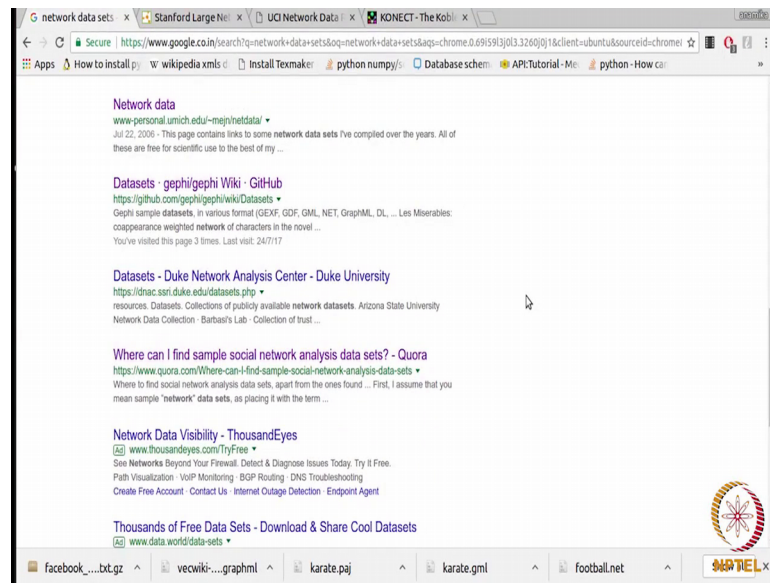 network data sets
Stanford Large Ne
UCI Network Data
KONECT - The Kobl
anamika
Secure https://www.google.co.in/search?q=network+data+sets&oq=network+data+sets&aqs=chrome.0.69i59l3j0l3.3260j0j1&client=ubuntu&sourceid=chrome
Apps How to install py wikipedia xmls d Install Texmaker python numpy/s Database schem API:Tutorial - Me python - How car »
Network data
www-personal.umich.edu/~mejn/netdata/
Jul 22, 2006 - This page contains links to some network data sets I've compiled over the years. All of
these are free for scientific use to the best of my ...
Datasets · gephi/gephi Wiki · GitHub
https://github.com/gephi/gephi/wiki/Datasets
Gephi sample datasets, in various format (GEXF, GDF, GML, NET, GraphML, DL, ... Les Miserables:
coappearance weighted network of characters in the novel ...
You've visited this page 3 times. Last visit: 24/7/17
Datasets - Duke Network Analysis Center - Duke University
https://dnac.ssri.duke.edu/datasets.php
resources. Datasets. Collections of publicly available network datasets. Arizona State University
Network Data Collection · Barbasi's Lab · Collection of trust ...
Where can I find sample social network analysis data sets? - Quora
https://www.quora.com/Where-can-I-find-sample-social-network-analysis-data-sets
Where to find social network analysis data sets, apart from the ones found ... First, I assume that you
mean sample "network" data sets, as placing it with the term ...
Network Data Visibility - ThousandEyes
Ad www.thousandeyes.com/TryFree
See Networks Beyond Your Firewall. Detect & Diagnose Issues Today. Try It Free.
Path Visualization · VoIP Monitoring · BGP Routing · DNS Troubleshooting
Create Free Account · Contact Us · Internet Outage Detection · Endpoint Agent
Thousands of Free Data Sets - Download & Share Cool Datasets
Ad www.data.world/data-sets
facebook_....txt.gz
vecwiki-....graphml
karate.paj
karate.gml
football.net
NPTEL